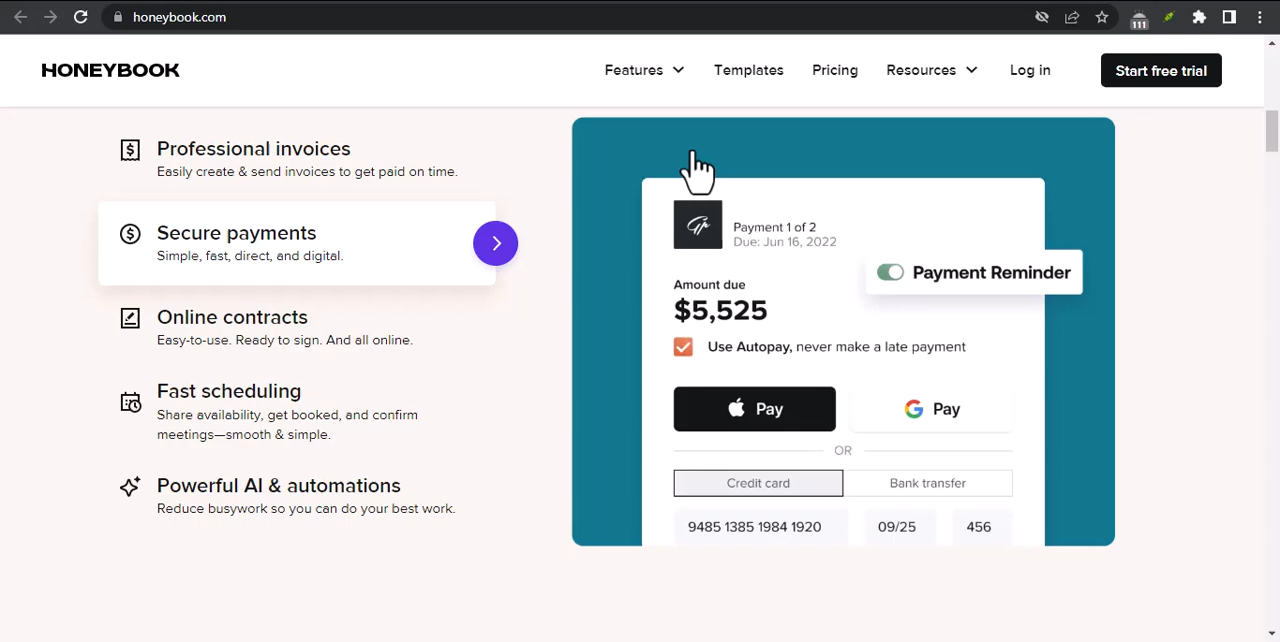 honeybook.com
111
HONEYBOOK
Features
Templates
Pricing
Resources
Log in
Start free trial
Professional invoices
Easily create & send invoices to get paid on time.
Secure payments
Simple, fast, direct, and digital.
Online contracts
Easy-to-use. Ready to sign. And all online.
Fast scheduling
Share availability, get booked, and confirm
meetings—smooth & simple.
Powerful AI & automations
Reduce busywork so you can do your best work.
Payment 1 of 2
Due: Jun 16, 2022
Payment Reminder
Amount due
$5,525
Use Autopay, never make a late payment
Pay
G Pay
OR
Credit card
Bank transfer
9485 1385 1984 1920
09/25
456